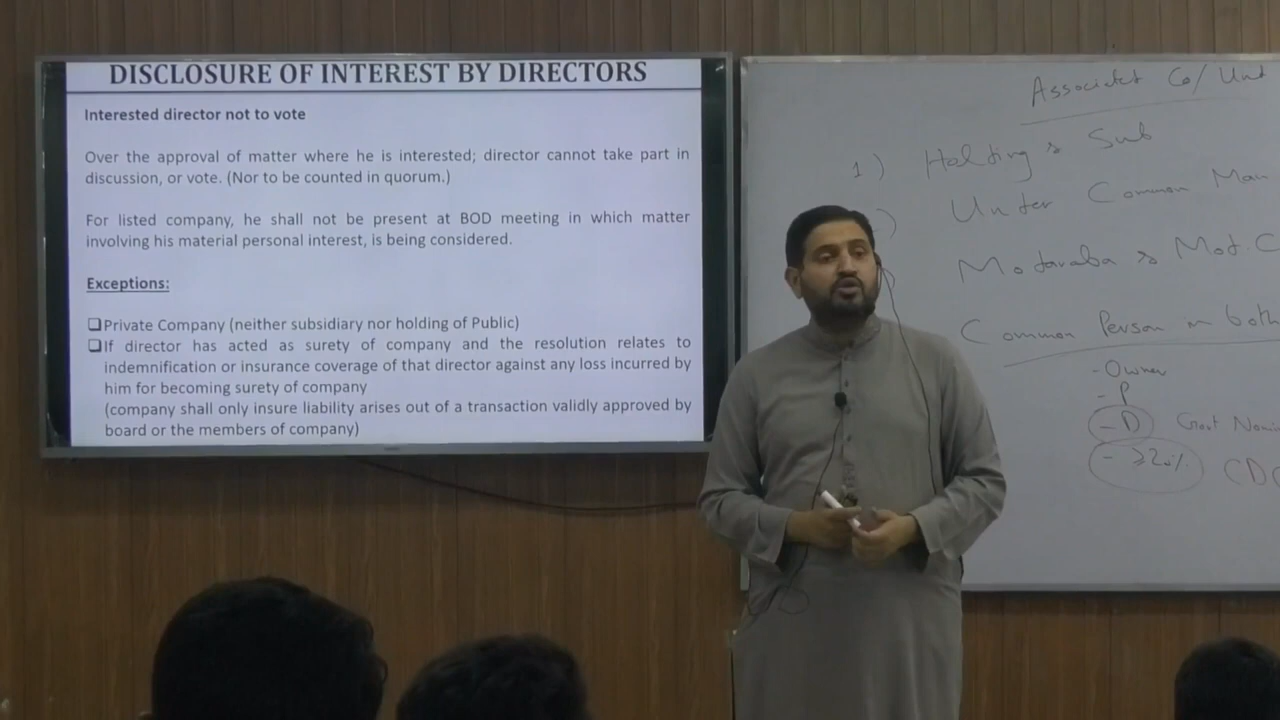 DISCLOSURE OF INTEREST BY DIRECTORS
Interested director not to vote
Over the approval of matter where he is interested; director cannot take part in
discussion, or vote. (Nor to be counted in quorum.)
For listed company, he shall not be present at BOD meeting in which matter
involving his material personal interest, is being considered.
Exceptions:
❑Private Company (neither subsidiary nor holding of Public)
❑If director has acted as surety of company and the resolution relates to
indemnification or insurance coverage of that director against any loss incurred by
him for becoming surety of company
(company shall only insure liability arises out of a transaction validly approved by
board or the members of company)
Co/
1) Holding Sub
) Under Common Man
Mod. C
Common Person in both
- Owner
- P
- D Govt Nomin
- ≥20% CDC